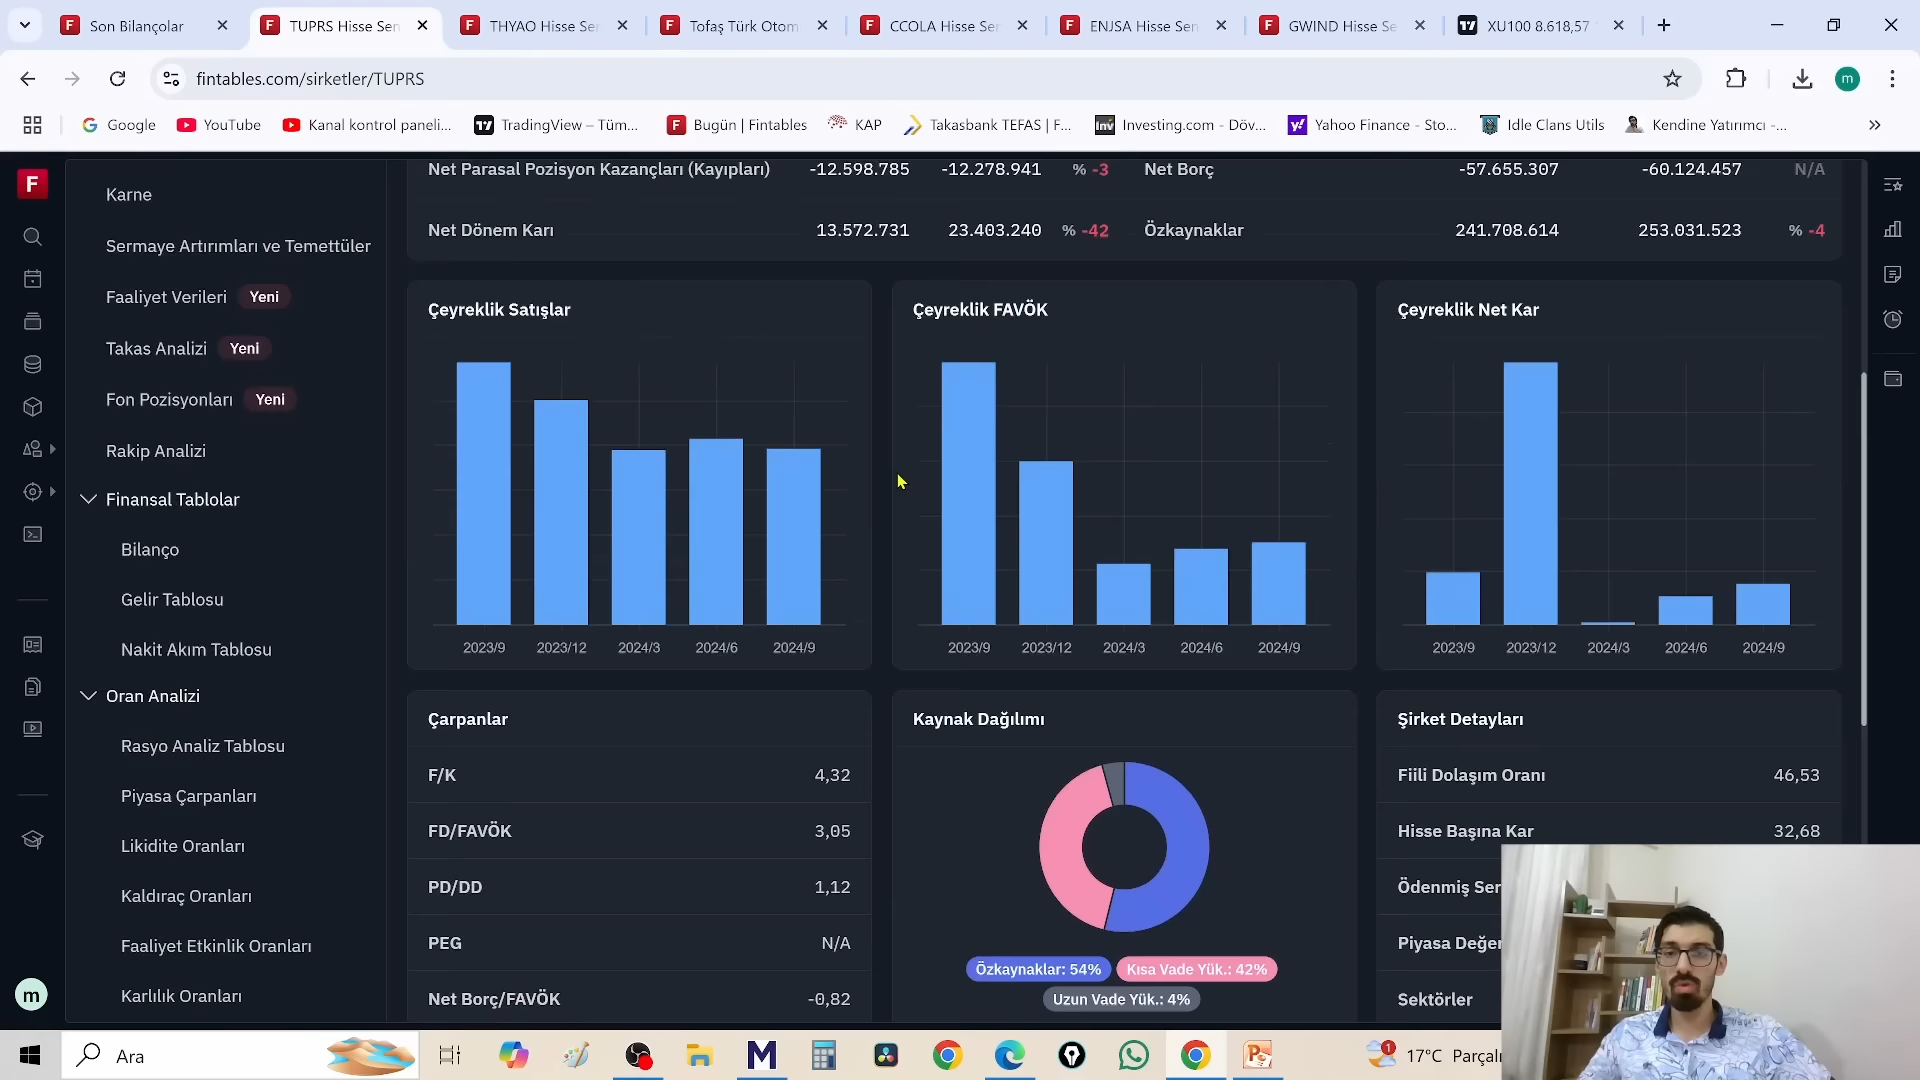 Son Bilançolar
TUPRS Hisse Sen
THYAO Hisse Se
Tofaş Türk Otom
CCOLA Hisse Se
ENJSA Hisse Sen
GWIND Hisse Se
XU100 8.618,57
fintables.com/sirketler/TUPRS
m
Google
YouTube
Kanal kontrol paneli...
TradingView – Tüm...
Bugün | Fintables
KAP
Takasbank TEFAS | F...
Investing.com - Döv...
Yahoo Finance - Sto...
Idle Clans Utils
Kendine Yatırımcı -...
F
Karne
Sermaye Artırımları ve Temettüler
Faaliyet Verileri Yeni
Takas Analizi Yeni
Fon Pozisyonları Yeni
Rakip Analizi
Finansal Tablolar
Bilanço
Gelir Tablosu
Nakit Akım Tablosu
Oran Analizi
Rasyo Analiz Tablosu
Piyasa Çarpanları
Likidite Oranları
Kaldıraç Oranları
Faaliyet Etkinlik Oranları
Karlılık Oranları
m
Net Parasal Pozisyon Kazançları (Kayıpları) -12.598.785 -12.278.941 % -3
Net Borç -57.655.307 -60.124.457 N/A
Net Dönem Karı 13.572.731 23.403.240 % -42
Özkaynaklar 241.708.614 253.031.523 % -4
Çeyreklik Satışlar
2023/9 2023/12 2024/3 2024/6 2024/9
Çeyreklik FAVÖK
2023/9 2023/12 2024/3 2024/6 2024/9
Çeyreklik Net Kar
2023/9 2023/12 2024/3 2024/6 2024/9
Çarpanlar
F/K 4,32
FD/FAVÖK 3,05
PD/DD 1,12
PEG N/A
Net Borç/FAVÖK -0,82
Kaynak Dağılımı
Özkaynaklar: 54%
Kısa Vade Yük.: 42%
Uzun Vade Yük.: 4%
Şirket Detayları
Fiili Dolaşım Oranı 46,53
Hisse Başına Kar 32,68
Ödenmiş Ser
Piyasa Değer
Sektörler
Ara
1
17°C Parçalı